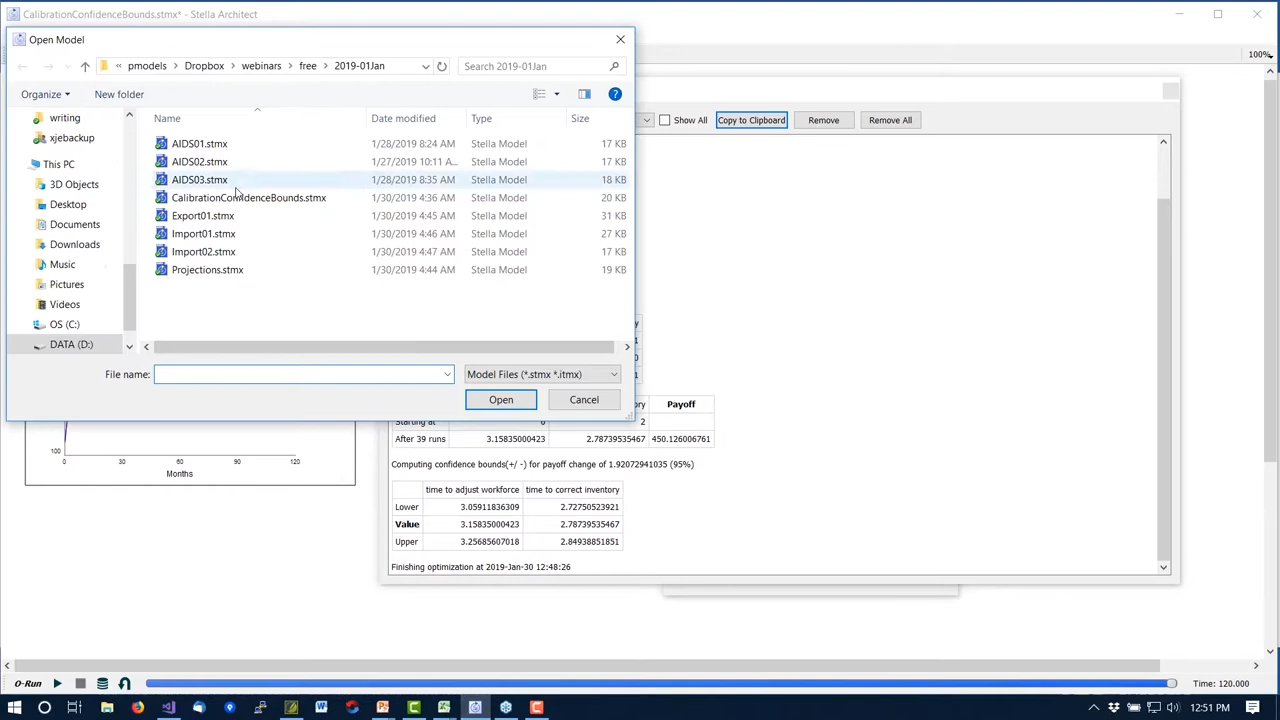 CalibrationConfidenceBounds.stmx* - Stella Architect
Open Model
100%
« pmodels > Dropbox > webinars > free > 2019-01Jan
Search 2019-01Jan
Organize
New folder
Show All
Copy to Clipboard
Remove
Remove All
writing
xjebackup
This PC
3D Objects
Desktop
Documents
Downloads
Music
Pictures
Videos
OS (C:)
DATA (D:)
Name Date modified Type Size
AIDS01.stmx 1/28/2019 8:24 AM Stella Model 17 KB
AIDS02.stmx 1/27/2019 10:11 A... Stella Model 17 KB
AIDS03.stmx 1/28/2019 8:35 AM Stella Model 18 KB
CalibrationConfidenceBounds.stmx 1/30/2019 4:36 AM Stella Model 20 KB
Export01.stmx 1/30/2019 4:45 AM Stella Model 31 KB
Import01.stmx 1/30/2019 4:46 AM Stella Model 27 KB
Import02.stmx 1/30/2019 4:47 AM Stella Model 17 KB
Projections.stmx 1/30/2019 4:44 AM Stella Model 19 KB
File name:
Model Files (*.stmx *.itmx)
Open
Cancel
y
1
0
1
ory Payoff
Starting at 0 2
After 39 runs 3.15835000423 2.78739535467 450.126006761
Computing confidence bounds(+/ -) for payoff change of 1.92072941035 (95%)
time to adjust workforce time to correct inventory
Lower 3.05911836309 2.72750523921
Value 3.15835000423 2.78739535467
Upper 3.25685607018 2.84938851851
Finishing optimization at 2019-Jan-30 12:48:26
100
0 30 60 90 120
Months
O-Run
Time: 120.000
12:51 PM